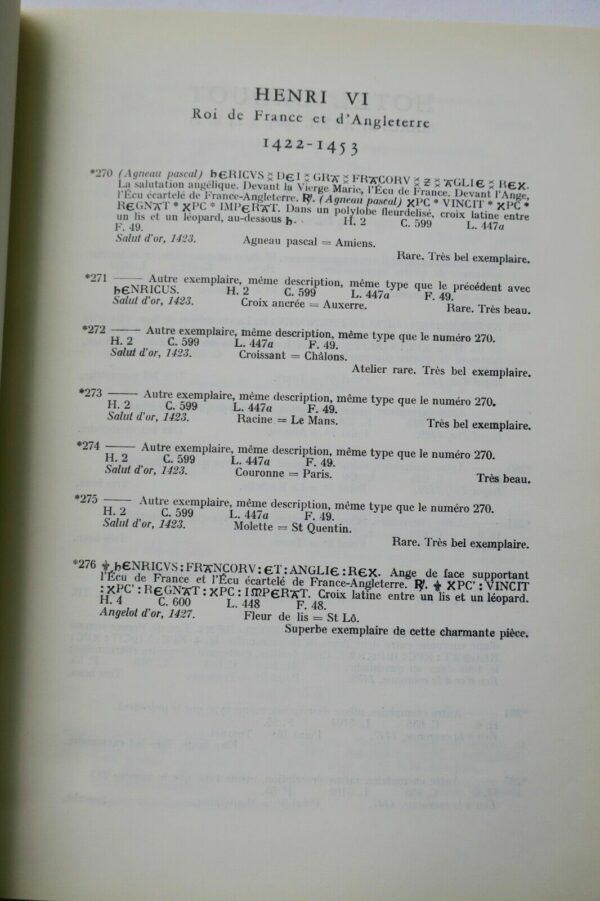 HENRI VI
Roi de France et d'Angleterre
1422-1453
*270 (Agneau pascal) hЄRICVS : DЄI : GRA : FRACORV : Z : AGLIЄ : RЄX.
La salutation angélique. Devant la Vierge Marie, l'Écu de France. Devant l'Ange,
l'Écu écartelé de France-Angleterre. R/. (Agneau pascal) XPC * VINCIT * XPC *
RЄGNAT * XPC * IMPЄRAT. Dans un polylobe fleurdelisé, croix latine entre
un lis et un léopard, au-dessous h. H. 2 C. 599 L. 447a
F. 49.
Salut d'or, 1423. Agneau pascal = Amiens.
Rare. Très bel exemplaire.
*271 —— Autre exemplaire, même description, même type que le précédent avec
hЄNRICUS. H. 2 C. 599 L. 447a F. 49.
Salut d'or, 1423. Croix ancrée = Auxerre. Rare. Très beau.
*272 —— Autre exemplaire, même description, même type que le numéro 270.
H. 2 C. 599 L. 447a F. 49.
Salut d'or, 1423. Croissant = Châlons.
Atelier rare. Très bel exemplaire.
*273 —— Autre exemplaire, même description, même type que le numéro 270.
H. 2 C. 599 L. 447a F. 49.
Salut d'or, 1423. Racine = Le Mans. Très bel exemplaire.
*274 —— Autre exemplaire, même description, même type que le numéro 270.
H. 2 C. 599 L. 447a F. 49.
Salut d'or, 1423. Couronne = Paris. Très beau.
*275 —— Autre exemplaire, même description, même type que le numéro 270.
H. 2 C. 599 L. 447a F. 49.
Salut d'or, 1423. Molette = St Quentin.
Rare. Très bel exemplaire.
*276 ⚜ hЄNRICVS : FRANCORV : ЄT : ANGLIЄ : RЄX. Ange de face supportant
l'Écu de France et l'Écu écartelé de France-Angleterre. R/. ⚜ XPC' : VINCIT
: XPC' : RЄGNAT : XPC : IMPЄRAT. Croix latine entre un lis et un léopard.
H. 4 C. 600 L. 448 F. 48.
Angelot d'or, 1427. Fleur de lis = St Lô.
Superbe exemplaire de cette charmante pièce.